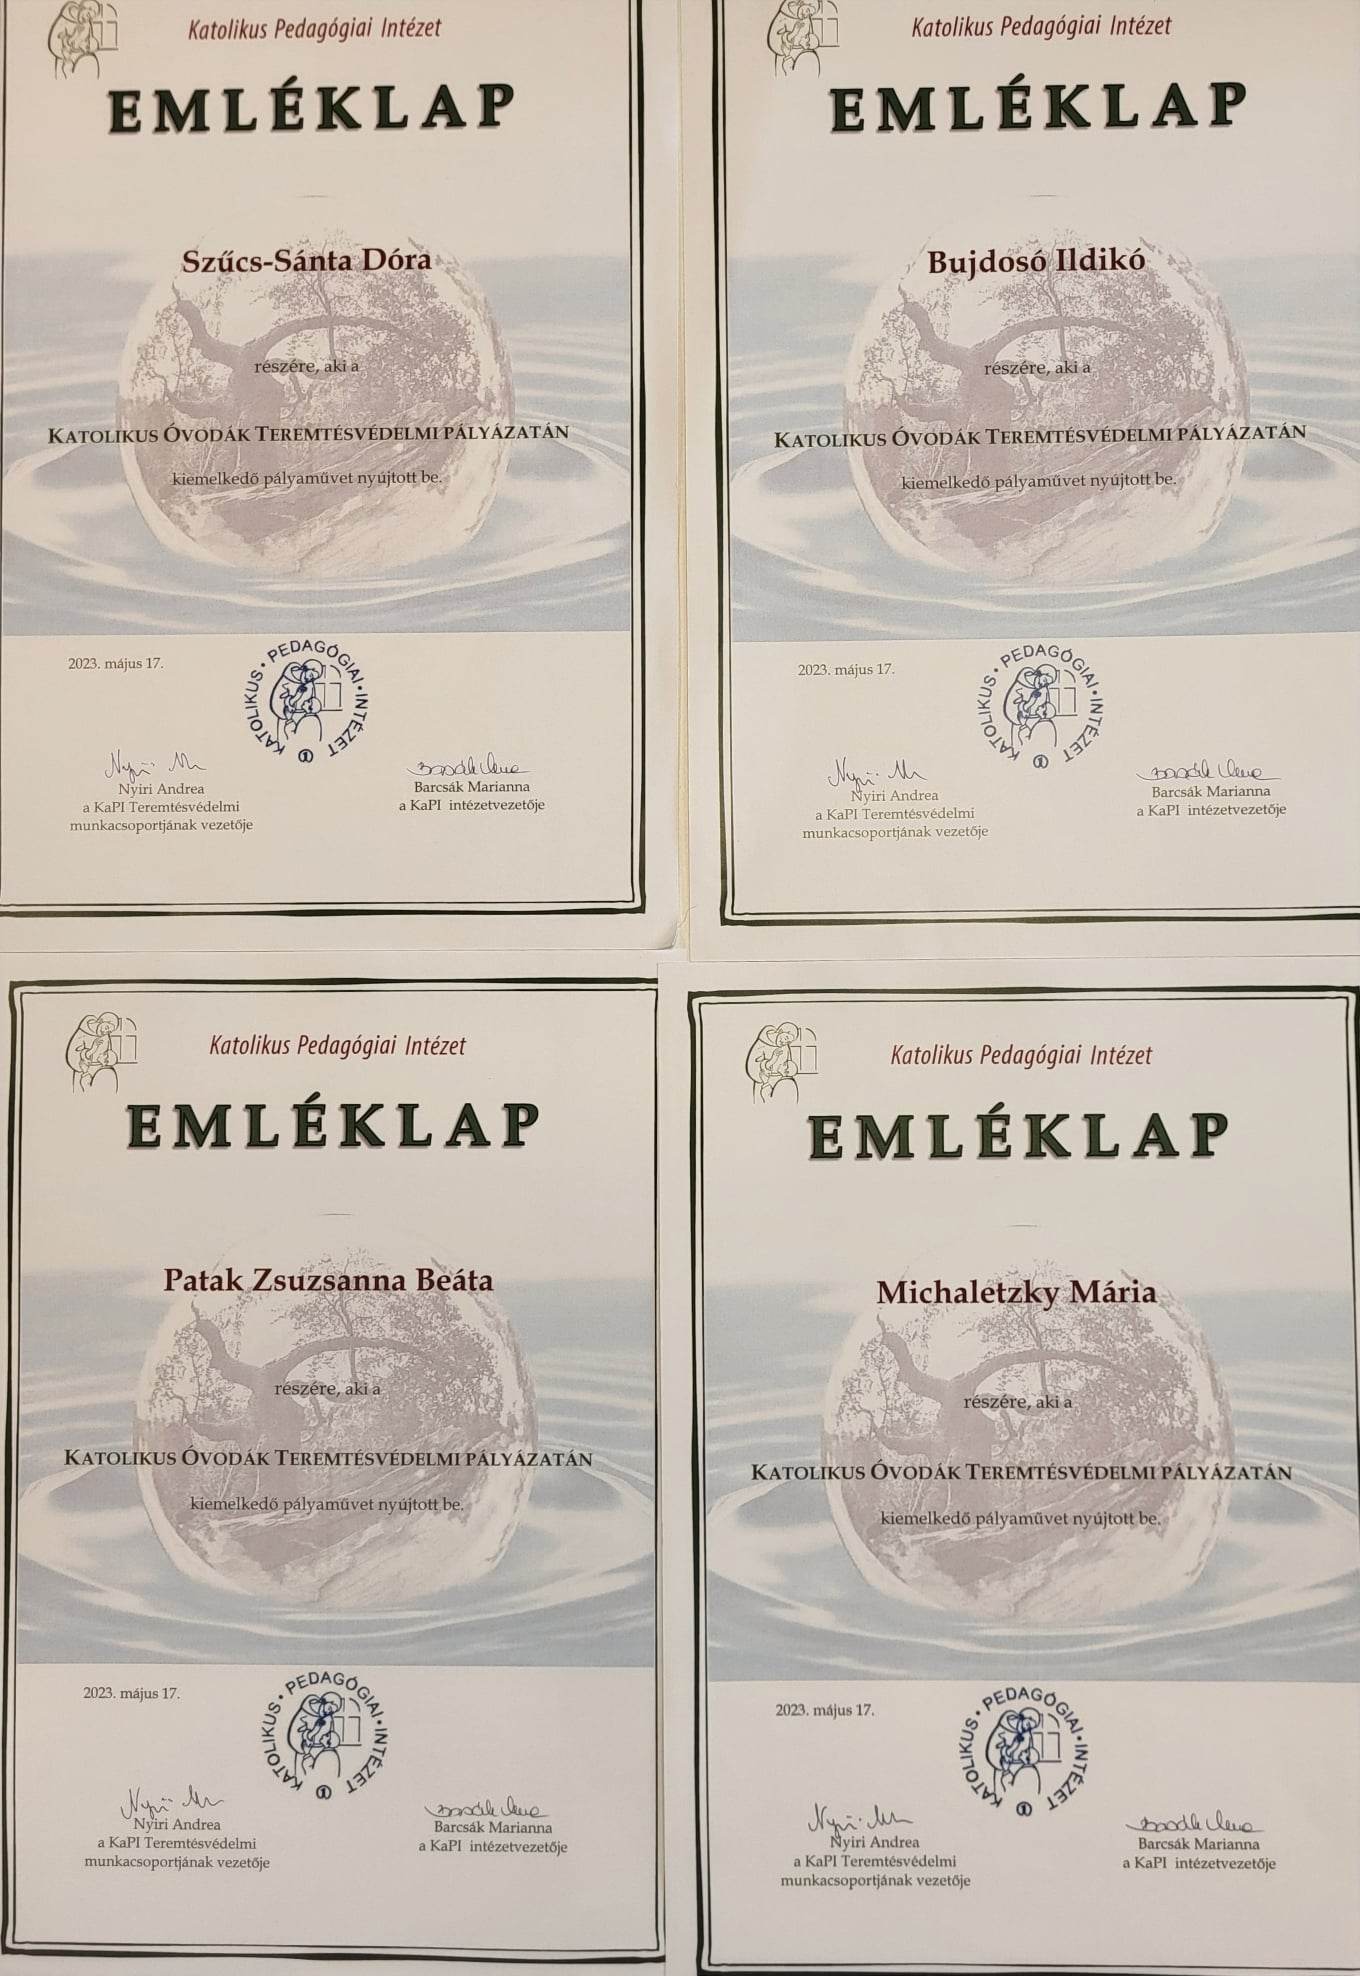 Katolikus Pedagógiai Intézet
EMLÉKLAP
Szűcs-Sánta Dóra
részére, aki a
KATOLIKUS ÓVODÁK TEREMTÉSVÉDELMI PÁLYÁZATÁN
kiemelkedő pályaművet nyújtott be.
2023. május 17.
KATOLIKUS • PEDAGÓGIAI • INTÉZET
Nyiri Andrea
a KaPI Teremtésvédelmi
munkacsoportjának vezetője
Barcsák Marianna
a KaPI intézetvezetője
Katolikus Pedagógiai Intézet
EMLÉKLAP
Bujdosó Ildikó
részére, aki a
KATOLIKUS ÓVODÁK TEREMTÉSVÉDELMI PÁLYÁZATÁN
kiemelkedő pályaművet nyújtott be.
2023. május 17.
KATOLIKUS • PEDAGÓGIAI • INTÉZET
Nyiri Andrea
a KaPI Teremtésvédelmi
munkacsoportjának vezetője
Barcsák Marianna
a KaPI intézetvezetője
Katolikus Pedagógiai Intézet
EMLÉKLAP
Patak Zsuzsanna Beáta
részére, aki a
KATOLIKUS ÓVODÁK TEREMTÉSVÉDELMI PÁLYÁZATÁN
kiemelkedő pályaművet nyújtott be.
2023. május 17.
KATOLIKUS • PEDAGÓGIAI • INTÉZET
Nyiri Andrea
a KaPI Teremtésvédelmi
munkacsoportjának vezetője
Barcsák Marianna
a KaPI intézetvezetője
Katolikus Pedagógiai Intézet
EMLÉKLAP
Michaletzky Mária
részére, aki a
KATOLIKUS ÓVODÁK TEREMTÉSVÉDELMI PÁLYÁZATÁN
kiemelkedő pályaművet nyújtott be.
2023. május 17.
KATOLIKUS • PEDAGÓGIAI • INTÉZET
Nyiri Andrea
a KaPI Teremtésvédelmi
munkacsoportjának vezetője
Barcsák Marianna
a KaPI intézetvezetője